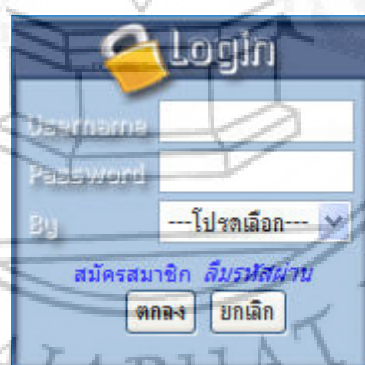 Login
Username
Password
By ---โปรดเลือก---
สมัครสมาชิก ลืมรหัสผ่าน
ตกลง ยกเลิก